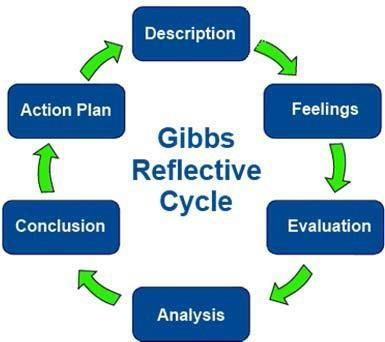 Description
Feelings
Evaluation
Analysis
Conclusion
Action Plan
Gibbs
Reflective
Cycle